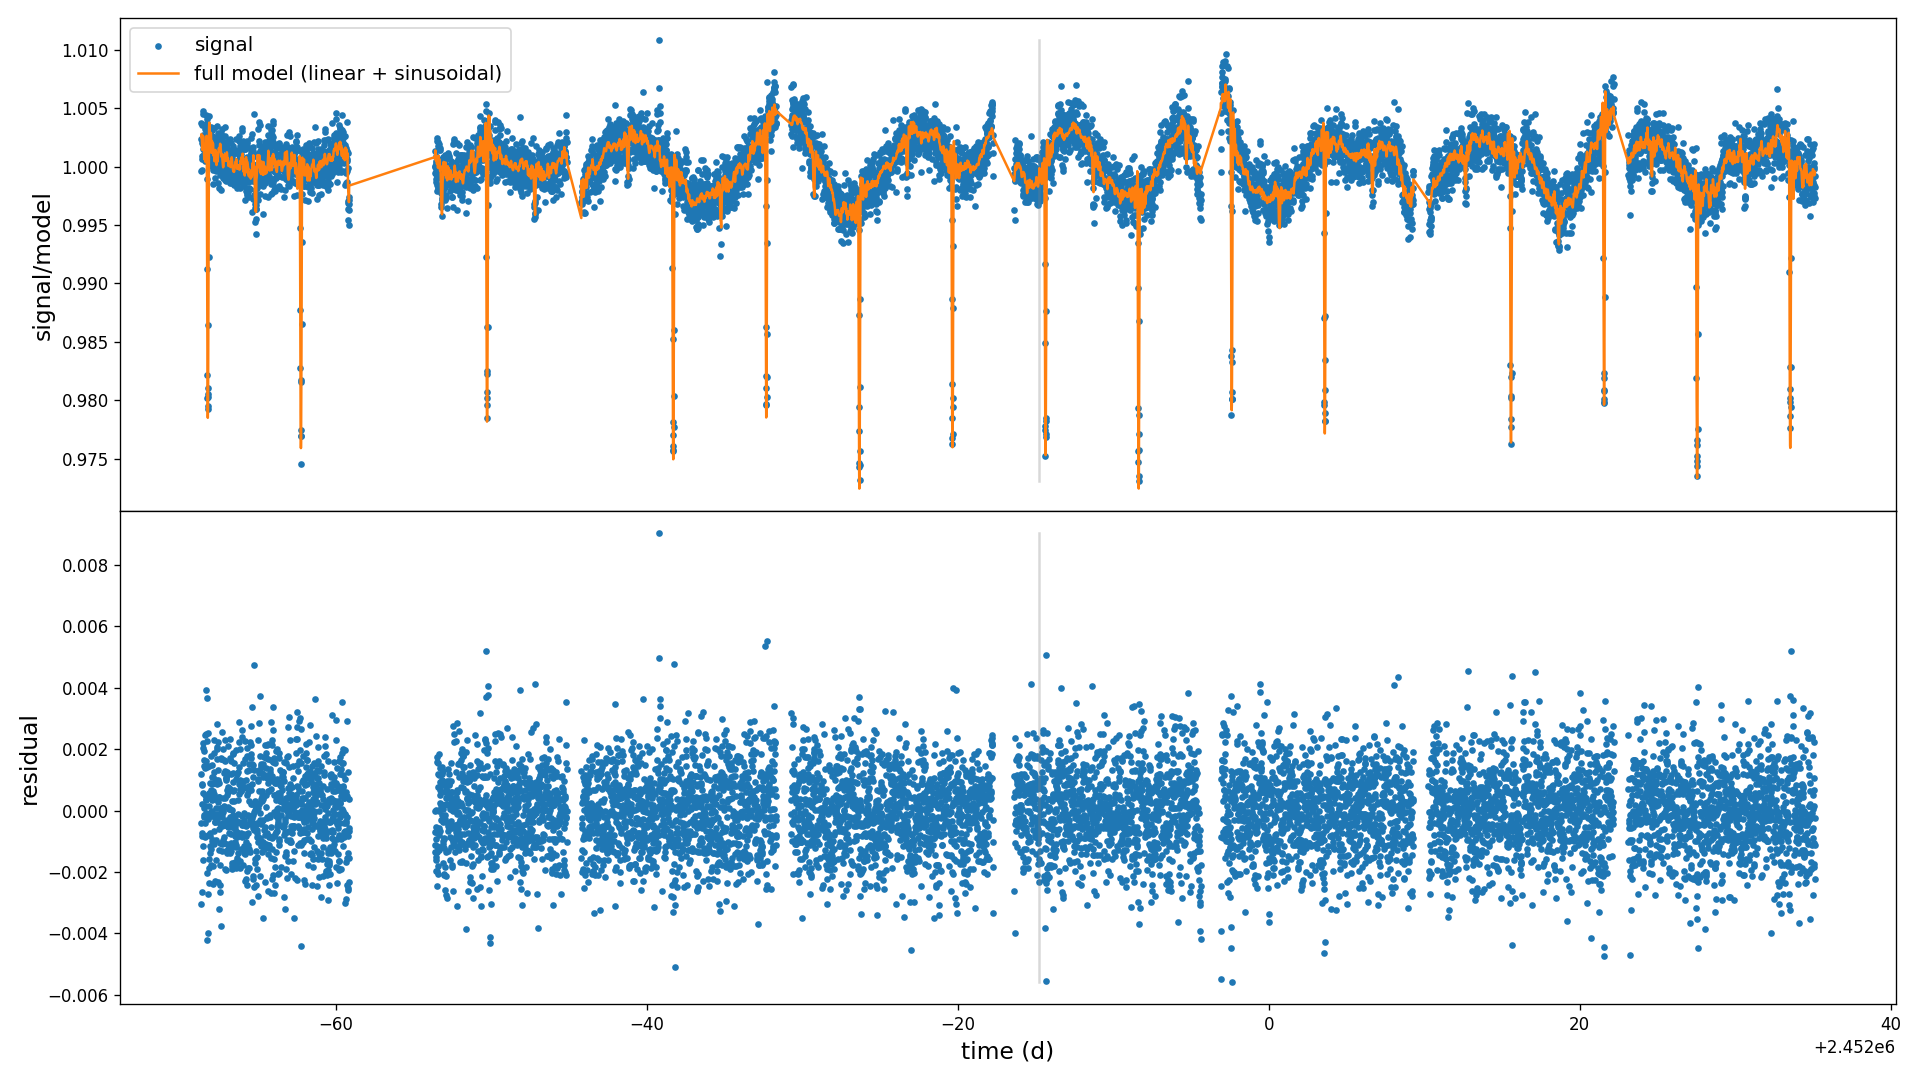 signal
full model (linear + sinusoidal)
1.010
1.005
1.000
0.995
0.990
0.985
0.980
0.975
signal/model
0.008
0.006
0.004
0.002
0.000
−0.002
−0.004
−0.006
residual
−60 −40 −20 0 20 40
time (d)
+2.452e6